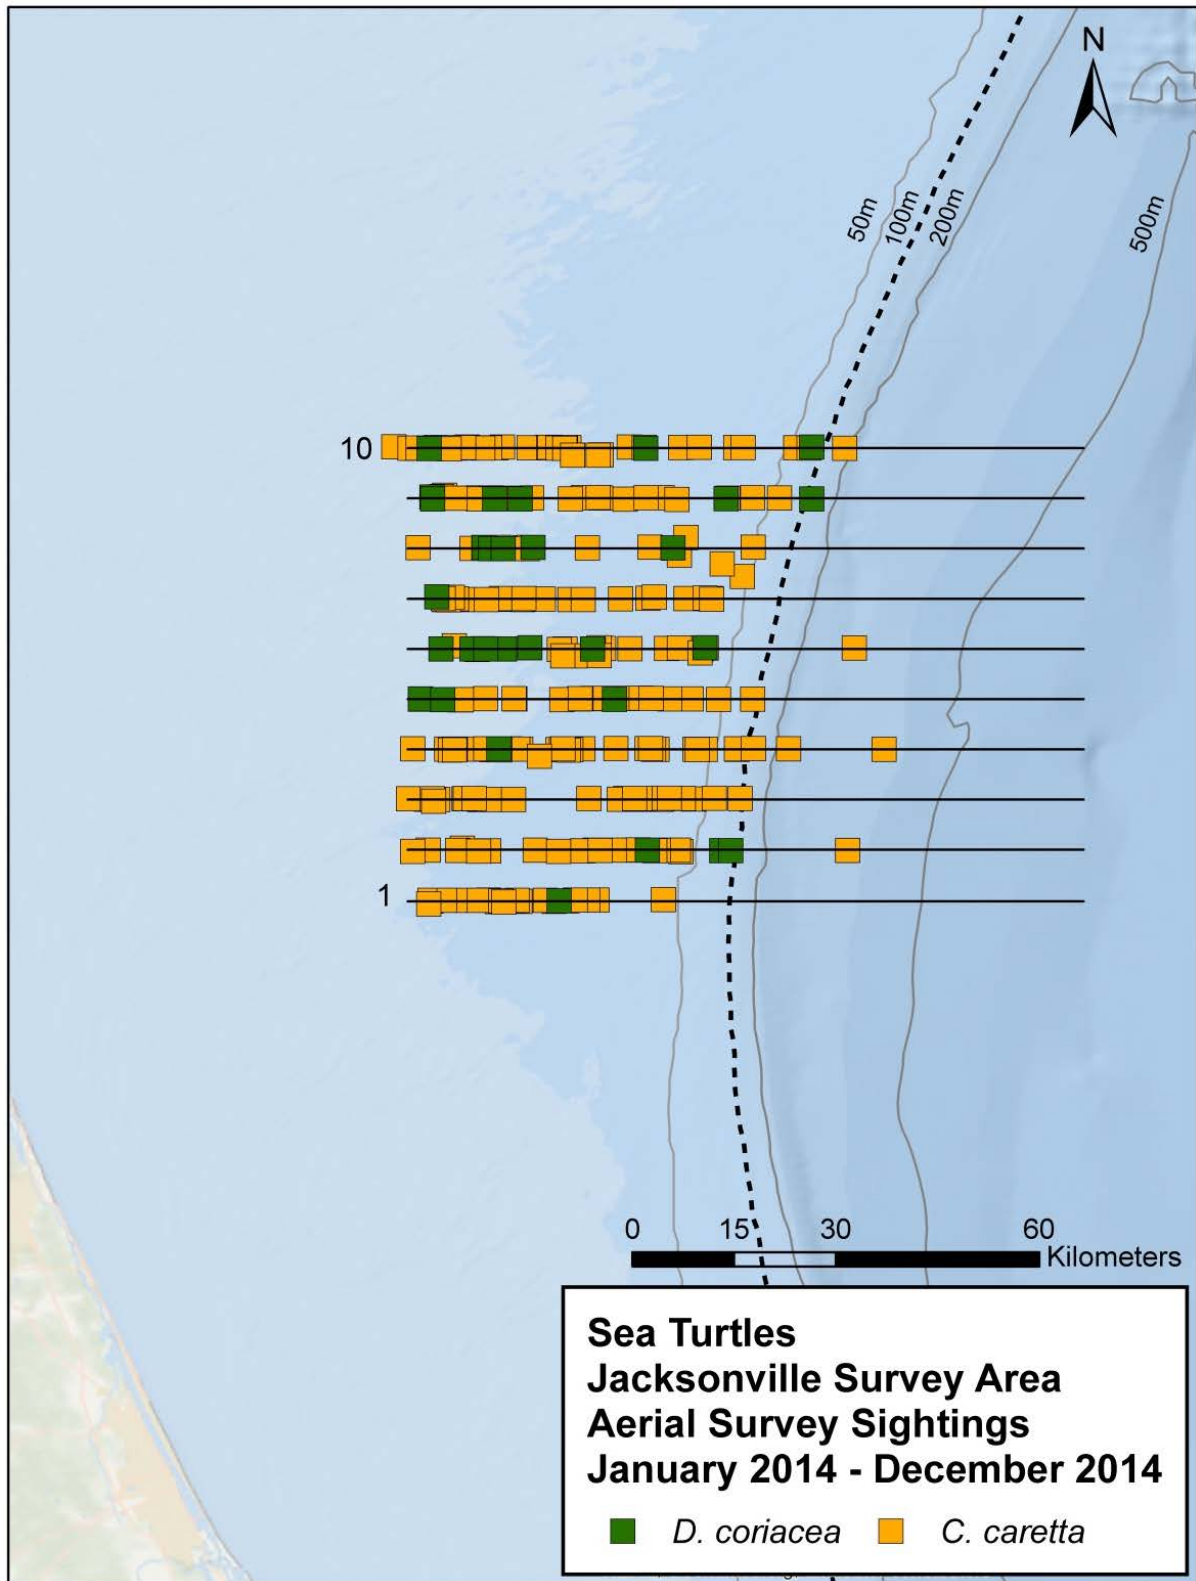 N
50m
100m
200m
500m
10
1
0 15 30 60
Kilometers
Sea Turtles
Jacksonville Survey Area
Aerial Survey Sightings
January 2014 - December 2014
D. coriacea C. caretta